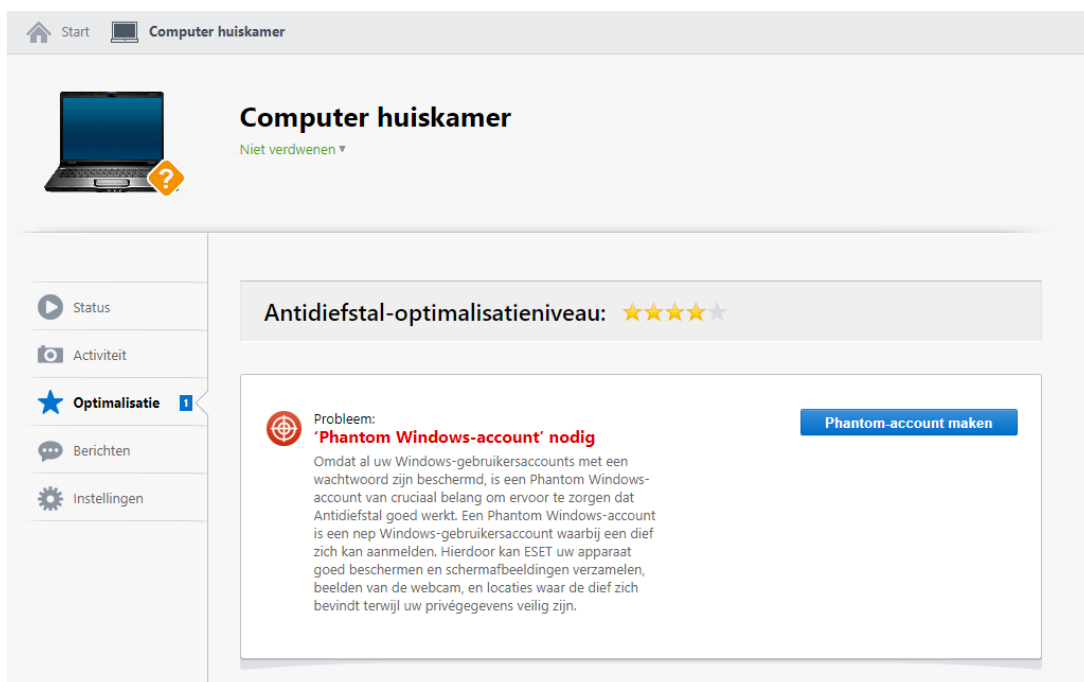 Start Computer huiskamer
Computer huiskamer
Niet verdwenen ▼
Status
Activiteit
Optimalisatie 1
Berichten
Instellingen
Antidiefstal-optimalisatieniveau:
Probleem:
‘Phantom Windows-account’ nodig
Omdat al uw Windows-gebruikersaccounts met een
wachtwoord zijn beschermd, is een Phantom Windows-
account van cruciaal belang om ervoor te zorgen dat
Antidiefstal goed werkt. Een Phantom Windows-account
is een nep Windows-gebruikersaccount waarbij een dief
zich kan aanmelden. Hierdoor kan ESET uw apparaat
goed beschermen en schermafbeeldingen verzamelen,
beelden van de webcam, en locaties waar de dief zich
bevindt terwijl uw privégegevens veilig zijn.
Phantom-account maken